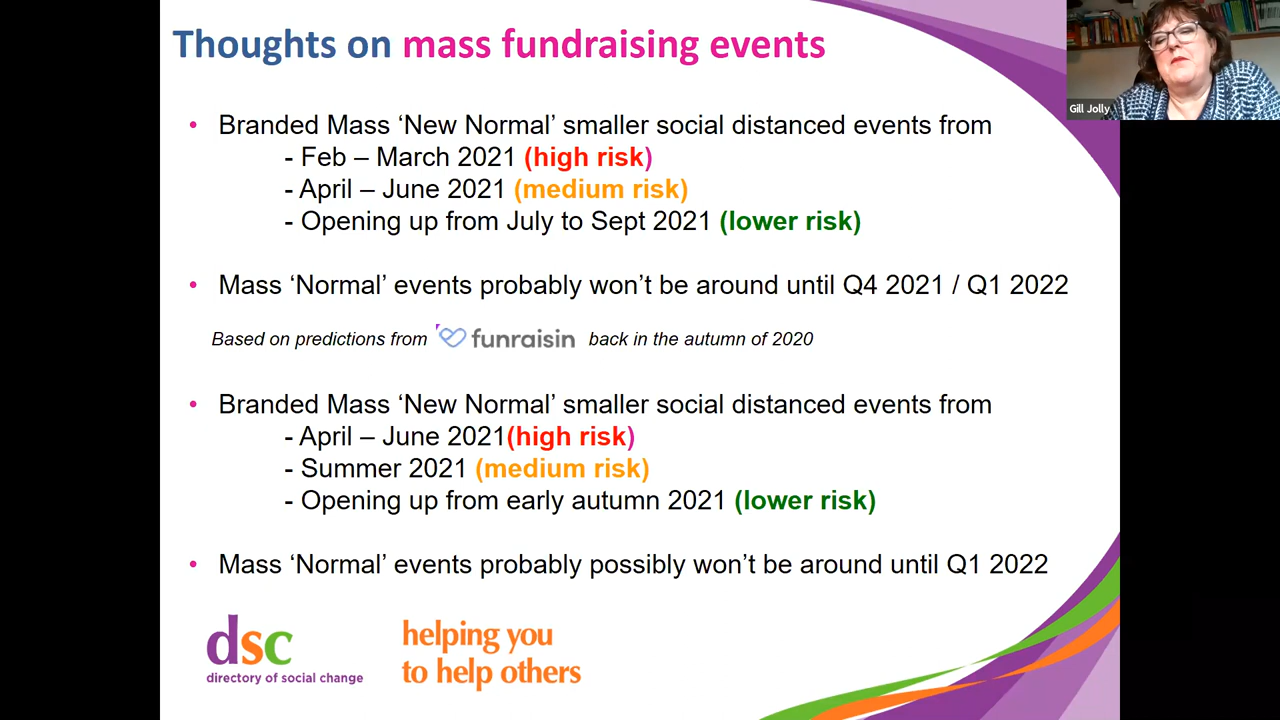 Thoughts on mass fundraising events
Gill Jolly
• Branded Mass ‘New Normal’ smaller social distanced events from
- Feb – March 2021 (high risk)
- April – June 2021 (medium risk)
- Opening up from July to Sept 2021 (lower risk)
• Mass ‘Normal’ events probably won’t be around until Q4 2021 / Q1 2022
Based on predictions from funraisin back in the autumn of 2020
• Branded Mass ‘New Normal’ smaller social distanced events from
- April – June 2021(high risk)
- Summer 2021 (medium risk)
- Opening up from early autumn 2021 (lower risk)
• Mass ‘Normal’ events probably possibly won’t be around until Q1 2022
dsc
directory of social change
helping you
to help others